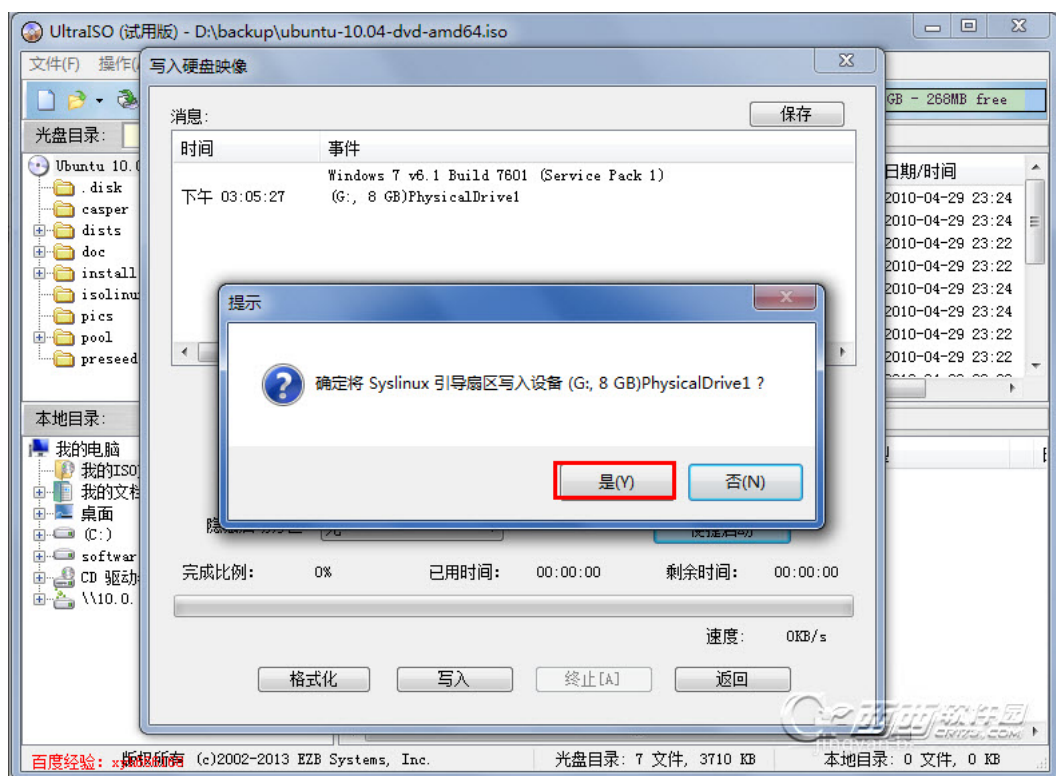 UltraISO (试用版) - D:\backup\ubuntu-10.04-dvd-amd64.iso
文件(F) 操作(
写入硬盘映像
GB - 268MB free
光盘目录:
消息:
保存
时间 事件
Windows 7 v6.1 Build 7601 (Service Pack 1)
下午 03:05:27 (G:, 8 GB)PhysicalDrive1
Ubuntu 10.0
.disk
casper
dists
doc
install
isolinu
pics
pool
preseed
日期/时间
2010-04-29 23:24
2010-04-29 23:24
2010-04-29 23:22
2010-04-29 23:22
2010-04-29 23:24
2010-04-29 23:24
2010-04-29 23:22
2010-04-29 23:22
提示
确定将 Syslinux 引导扇区写入设备 (G:, 8 GB)PhysicalDrive1 ?
是(Y) 否(N)
本地目录:
我的电脑
我的ISO
我的文档
桌面
(C:)
softwar
CD 驱动
\\10.0.
完成比例: 0% 已用时间: 00:00:00 剩余时间: 00:00:00
速度: 0KB/s
格式化 写入 终止[A] 返回
西西软件园
CR173.COM
百度经验:
版权所有 (c)2002-2013 EZB Systems, Inc. 光盘目录: 7 文件, 3710 KB 本地目录: 0 文件, 0 KB